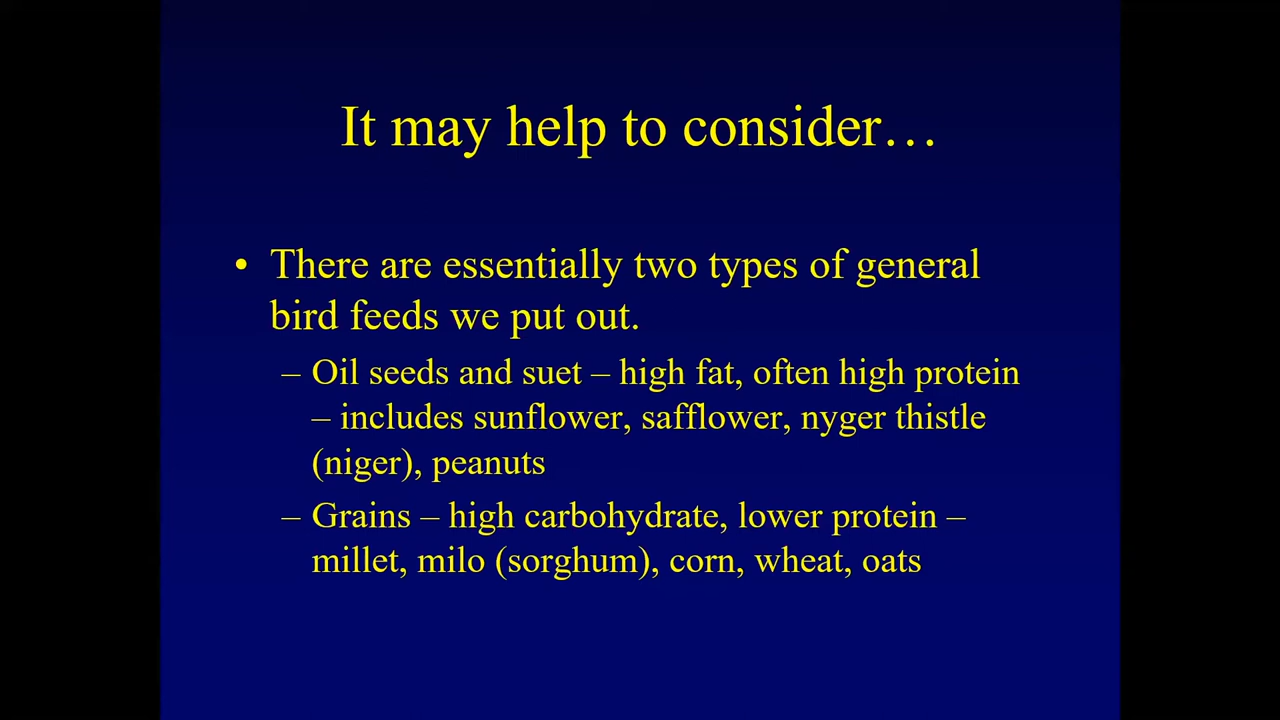 It may help to consider…
• There are essentially two types of general
bird feeds we put out.
– Oil seeds and suet – high fat, often high protein
– includes sunflower, safflower, nyger thistle
(niger), peanuts
– Grains – high carbohydrate, lower protein –
millet, milo (sorghum), corn, wheat, oats